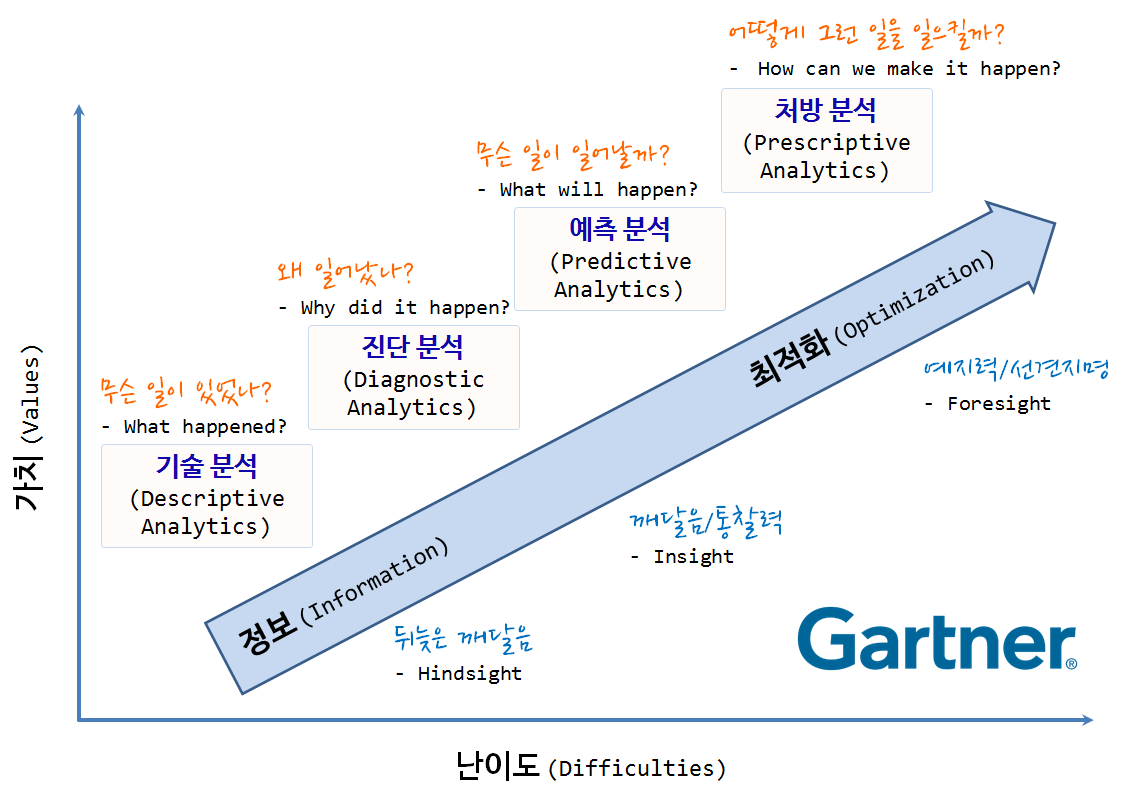 어떻게 그런 일을 일으킬까?
- How can we make it happen?
처방 분석
(Prescriptive
Analytics)
무슨 일이 일어날까?
- What will happen?
예측 분석
(Predictive
Analytics)
왜 일어났나?
- Why did it happen?
진단 분석
(Diagnostic
Analytics)
무슨 일이 있었나?
- What happened?
기술 분석
(Descriptive
Analytics)
가치 (Values)
정보 (Information)
최적화 (Optimization)
예지력/선견지명
- Foresight
깨달음/통찰력
- Insight
뒤늦은 깨달음
- Hindsight
Gartner®
난이도 (Difficulties)